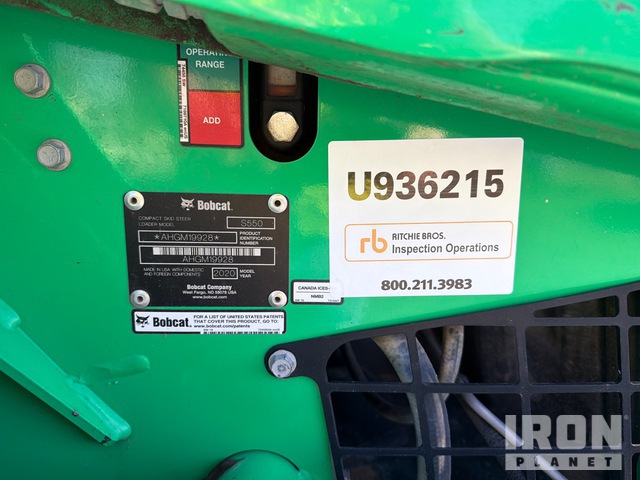 OPERATING
RANGE
ADD
Bobcat
COMPACT SKID STEER
LOADER MODEL
S550
*AHGM19928*
PRODUCT
IDENTIFICATION
NUMBER
AHGM19928
MADE IN USA WITH DOMESTIC
AND FOREIGN COMPONENTS
2020
MODEL
YEAR
Bobcat Company
West Fargo, ND 58078 USA
www.bobcat.com
CANADA ICES-
NMB2
Bobcat
FOR A LIST OF UNITED STATES PATENTS
THAT COVER THIS PRODUCT, GO TO:
www.bobcat.com/patents
U936215
rb RITCHIE BROS.
Inspection Operations
800.211.3983
IRON
PLANET